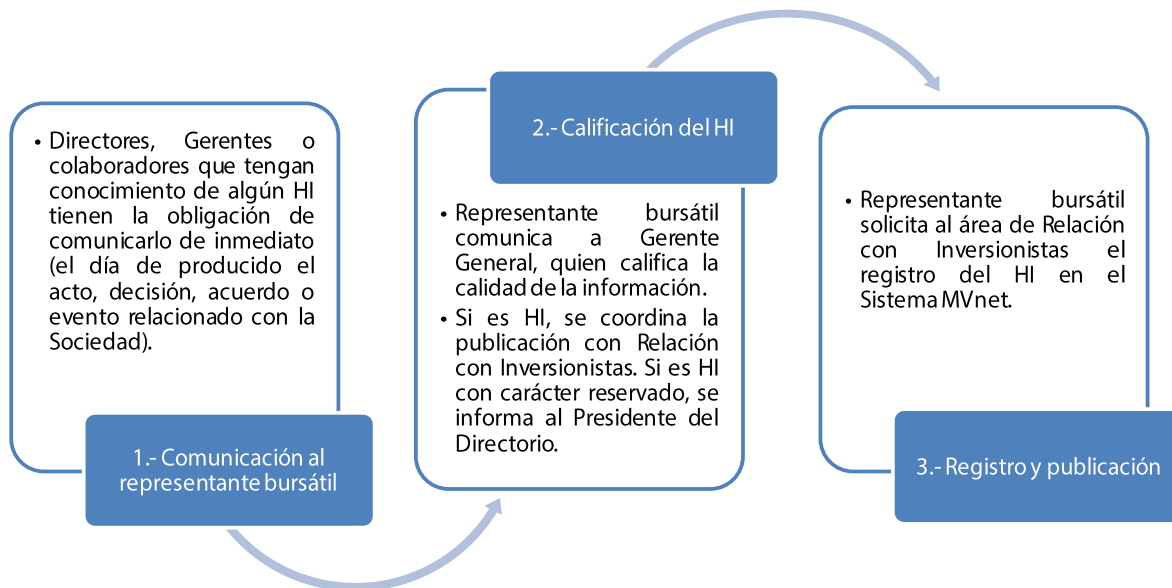 • Directores, Gerentes o
colaboradores que tengan
conocimiento de algún HI
tienen la obligación de
comunicarlo de inmediato
(el día de producido el
acto, decisión, acuerdo o
evento relacionado con la
Sociedad).
1.- Comunicación al
representante bursátil
2.- Calificación del HI
• Representante bursátil
comunica a Gerente
General, quien califica la
calidad de la información.
• Si es HI, se coordina la
publicación con Relación
con Inversionistas. Si es HI
con carácter reservado, se
informa al Presidente del
Directorio.
• Representante bursátil
solicita al área de Relación
con Inversionistas el
registro del HI en el
Sistema MVnet.
3.- Registro y publicación